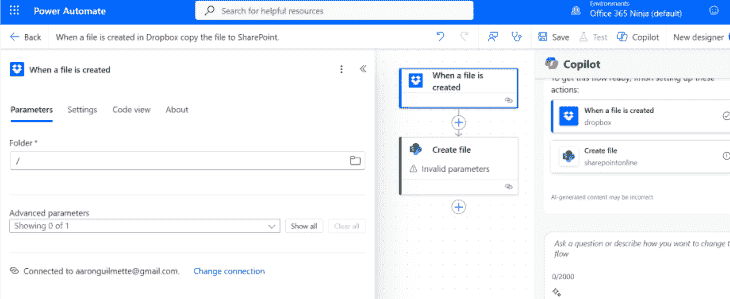 Power Automate
Search for helpful resources
Environments
Office 365 Ninja (default)
Back
When a file is created in Dropbox copy the file to SharePoint.
Save
Test
Copilot
New designer
When a file is created
Parameters
Settings
Code view
About
Folder *
/
Advanced parameters
Showing 0 of 1
Show all
Clear all
Connected to aaronguilmette@gmail.com.
Change connection
When a file is
created
Create file
Invalid parameters
Copilot
To get this flow ready, finish setting up these
actions:
When a file is created
dropbox
Create file
sharepointonline
AI-generated content may be incorrect
Ask a question or describe how you want to change t
flow
0/2000